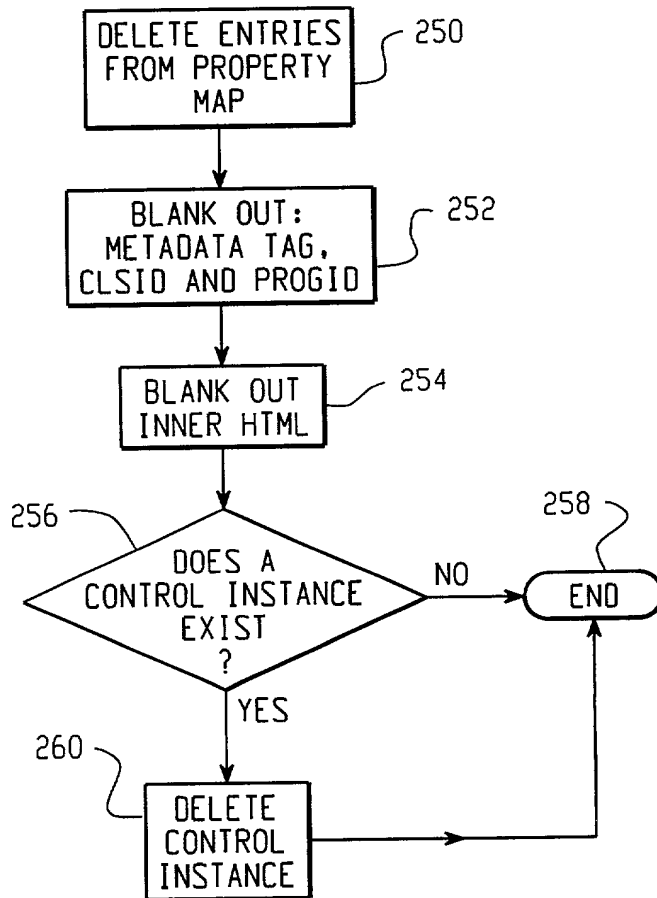 DELETE ENTRIES
FROM PROPERTY
MAP
250
BLANK OUT:
METADATA TAG,
CLSID AND PROGID
252
BLANK OUT
INNER HTML
254
256
DOES A
CONTROL INSTANCE
EXIST
?
NO
258
END
YES
260
DELETE
CONTROL
INSTANCE